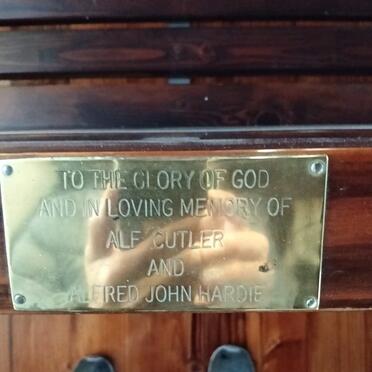 TO THE GLORY OF GOD
AND IN LOVING MEMORY OF
ALF CUTLER
AND
ALFRED JOHN HARDIE